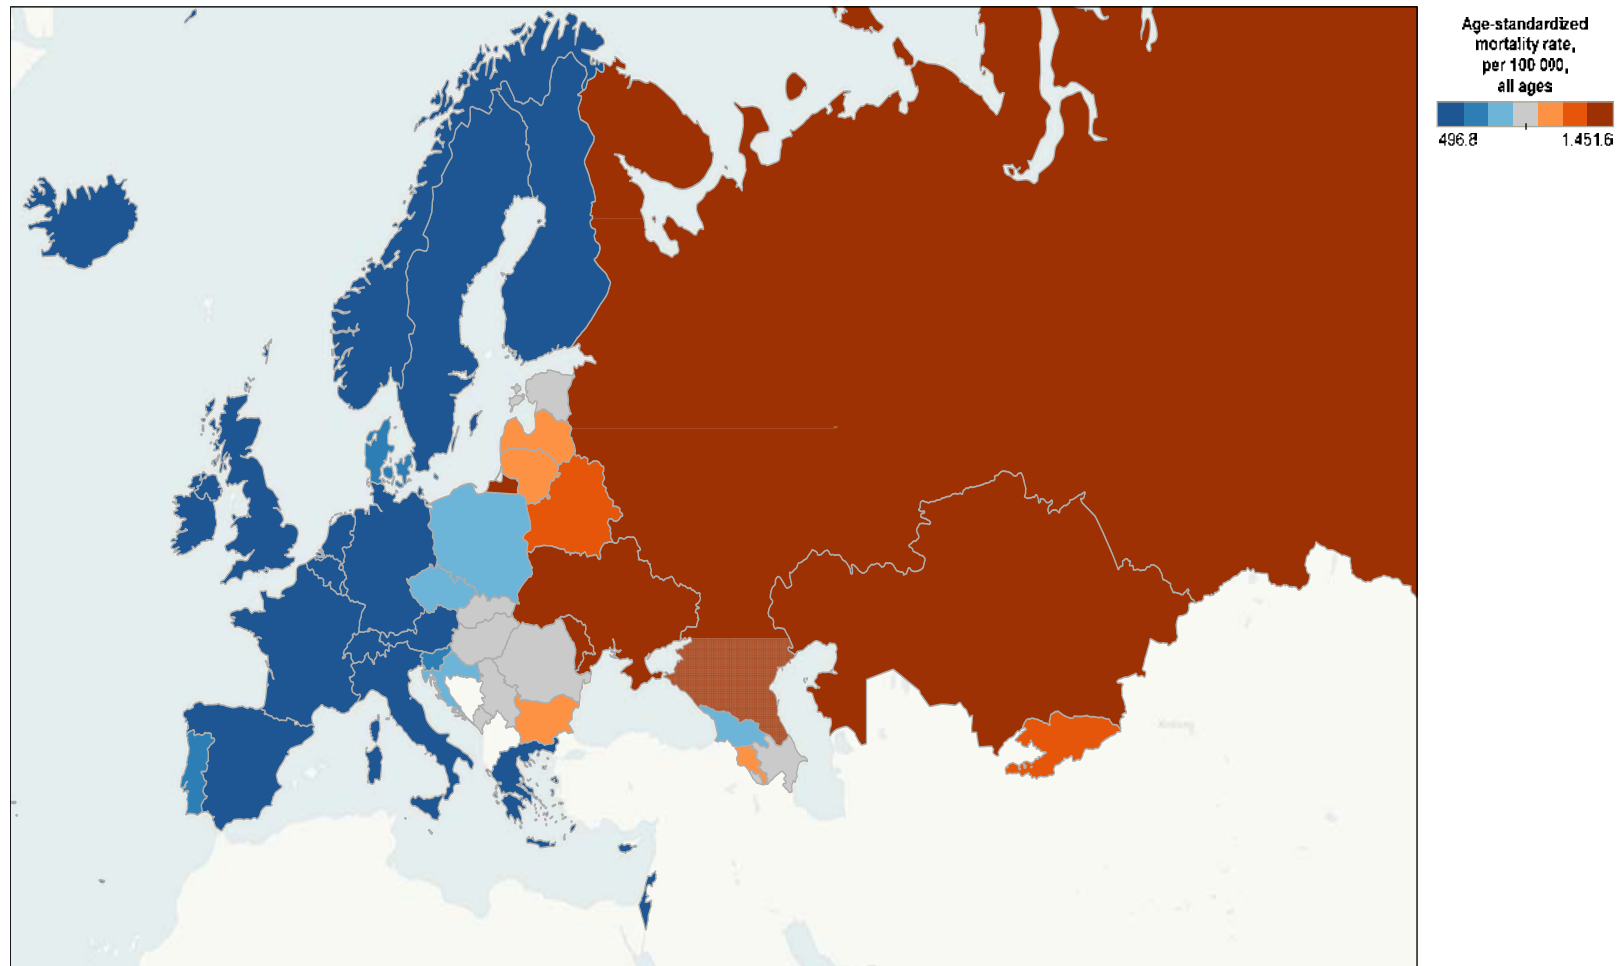 Age-standardized
mortality rate,
per 100 000,
all ages
496.8
1.451.6